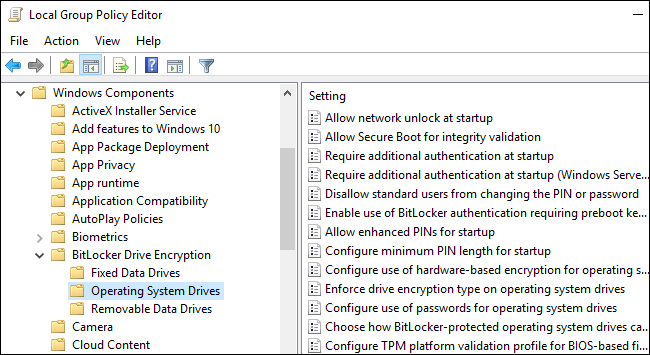 Local Group Policy Editor
File Action View Help
Windows Components
ActiveX Installer Service
Add features to Windows 10
App Package Deployment
App Privacy
App runtime
Application Compatibility
AutoPlay Policies
Biometrics
BitLocker Drive Encryption
Fixed Data Drives
Operating System Drives
Removable Data Drives
Camera
Cloud Content
Setting
Allow network unlock at startup
Allow Secure Boot for integrity validation
Require additional authentication at startup
Require additional authentication at startup (Windows Serve...
Disallow standard users from changing the PIN or password
Enable use of BitLocker authentication requiring preboot ke...
Allow enhanced PINs for startup
Configure minimum PIN length for startup
Configure use of hardware-based encryption for operating s...
Enforce drive encryption type on operating system drives
Configure use of passwords for operating system drives
Choose how BitLocker-protected operating system drives ca...
Configure TPM platform validation profile for BIOS-based fi...